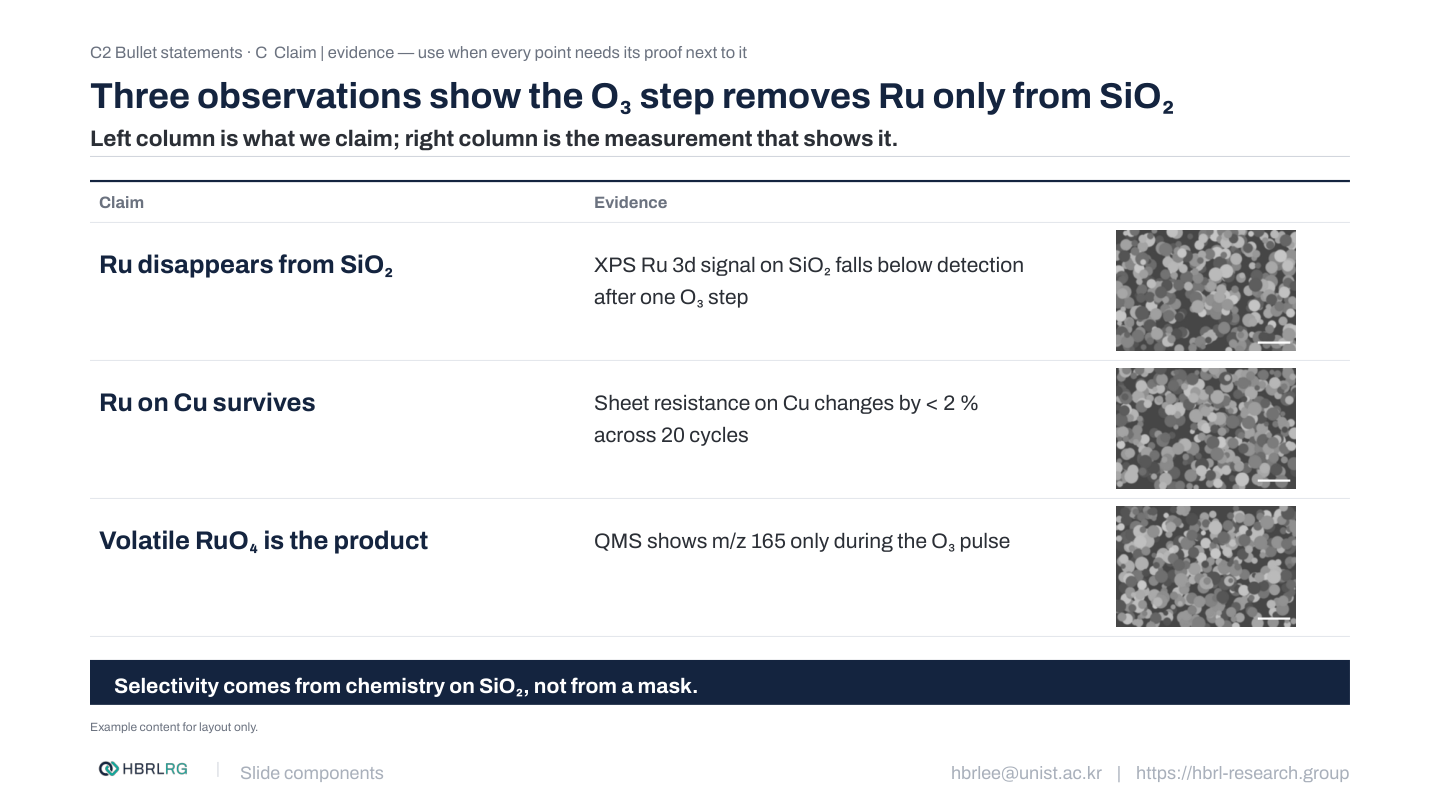 C2 Bullet statements · C Claim | evidence — use when every point needs its proof next to it
Three observations show the O₃ step removes Ru only from SiO₂
Left column is what we claim; right column is the measurement that shows it.
Claim
Evidence
Ru disappears from SiO₂
XPS Ru 3d signal on SiO₂ falls below detection
after one O₃ step
Ru on Cu survives
Sheet resistance on Cu changes by < 2 %
across 20 cycles
Volatile RuO₄ is the product
QMS shows m/z 165 only during the O₃ pulse
Selectivity comes from chemistry on SiO₂, not from a mask.
Example content for layout only.
HBRLRG | Slide components
hbrlee@unist.ac.kr | https://hbrl-research.group